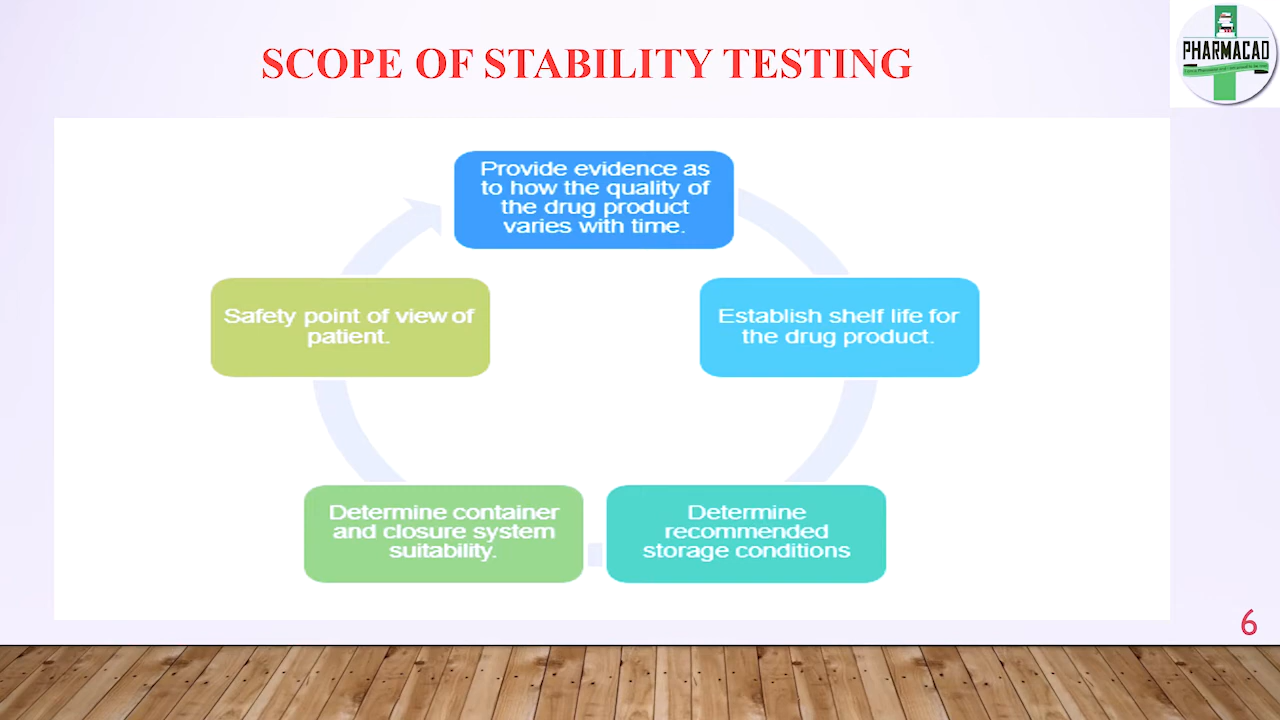 SCOPE OF STABILITY TESTING
PHARMACAD
Provide evidence as
to how the quality of
the drug product
varies with time.
Safety point of view of
patient.
Establish shelf life for
the drug product.
Determine container
and closure system
suitability.
Determine
recommended
storage conditions
6